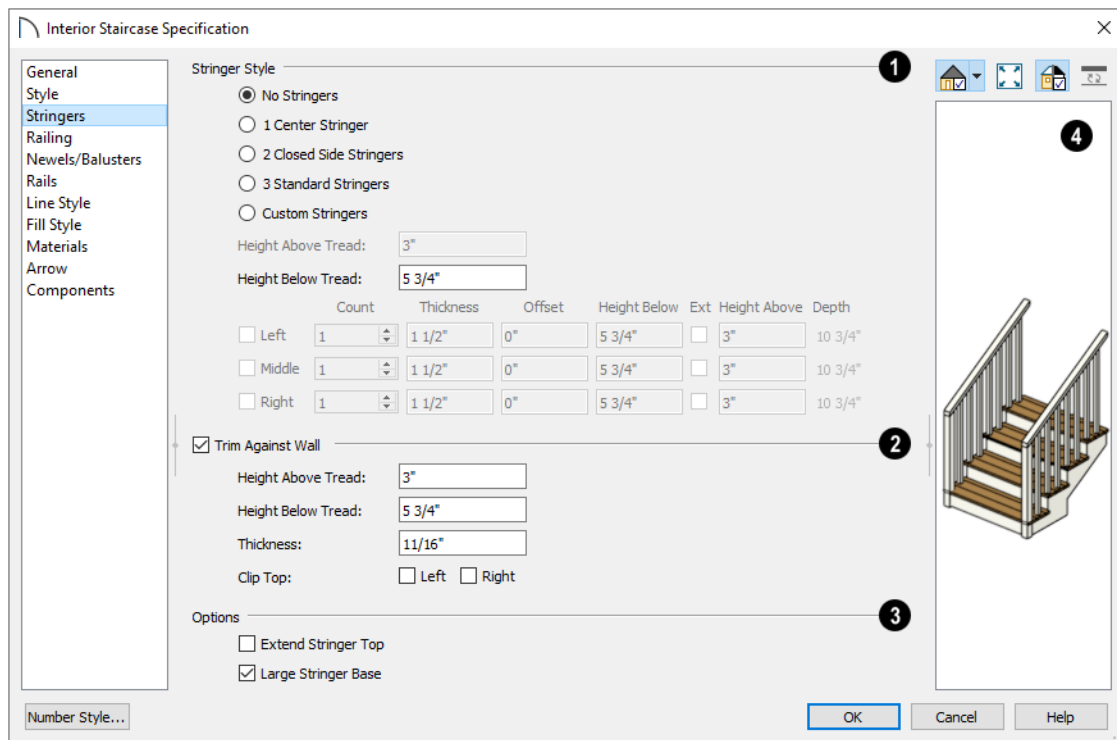 Interior Staircase Specification
General
Style
Stringers
Railing
Newels/Balusters
Rails
Line Style
Fill Style
Materials
Arrow
Components
Stringer Style
1
No Stringers
1 Center Stringer
2 Closed Side Stringers
3 Standard Stringers
Custom Stringers
Height Above Tread: 3"
Height Below Tread: 5 3/4"
Count Thickness Offset Height Below Ext Height Above Depth
Left 1 1 1/2" 0" 5 3/4" 3" 10 3/4"
Middle 1 1 1/2" 0" 5 3/4" 3" 10 3/4"
Right 1 1 1/2" 0" 5 3/4" 3" 10 3/4"
Trim Against Wall
2
Height Above Tread: 3"
Height Below Tread: 5 3/4"
Thickness: 11/16"
Clip Top: Left Right
Options
3
Extend Stringer Top
Large Stringer Base
4
Number Style...
OK
Cancel
Help